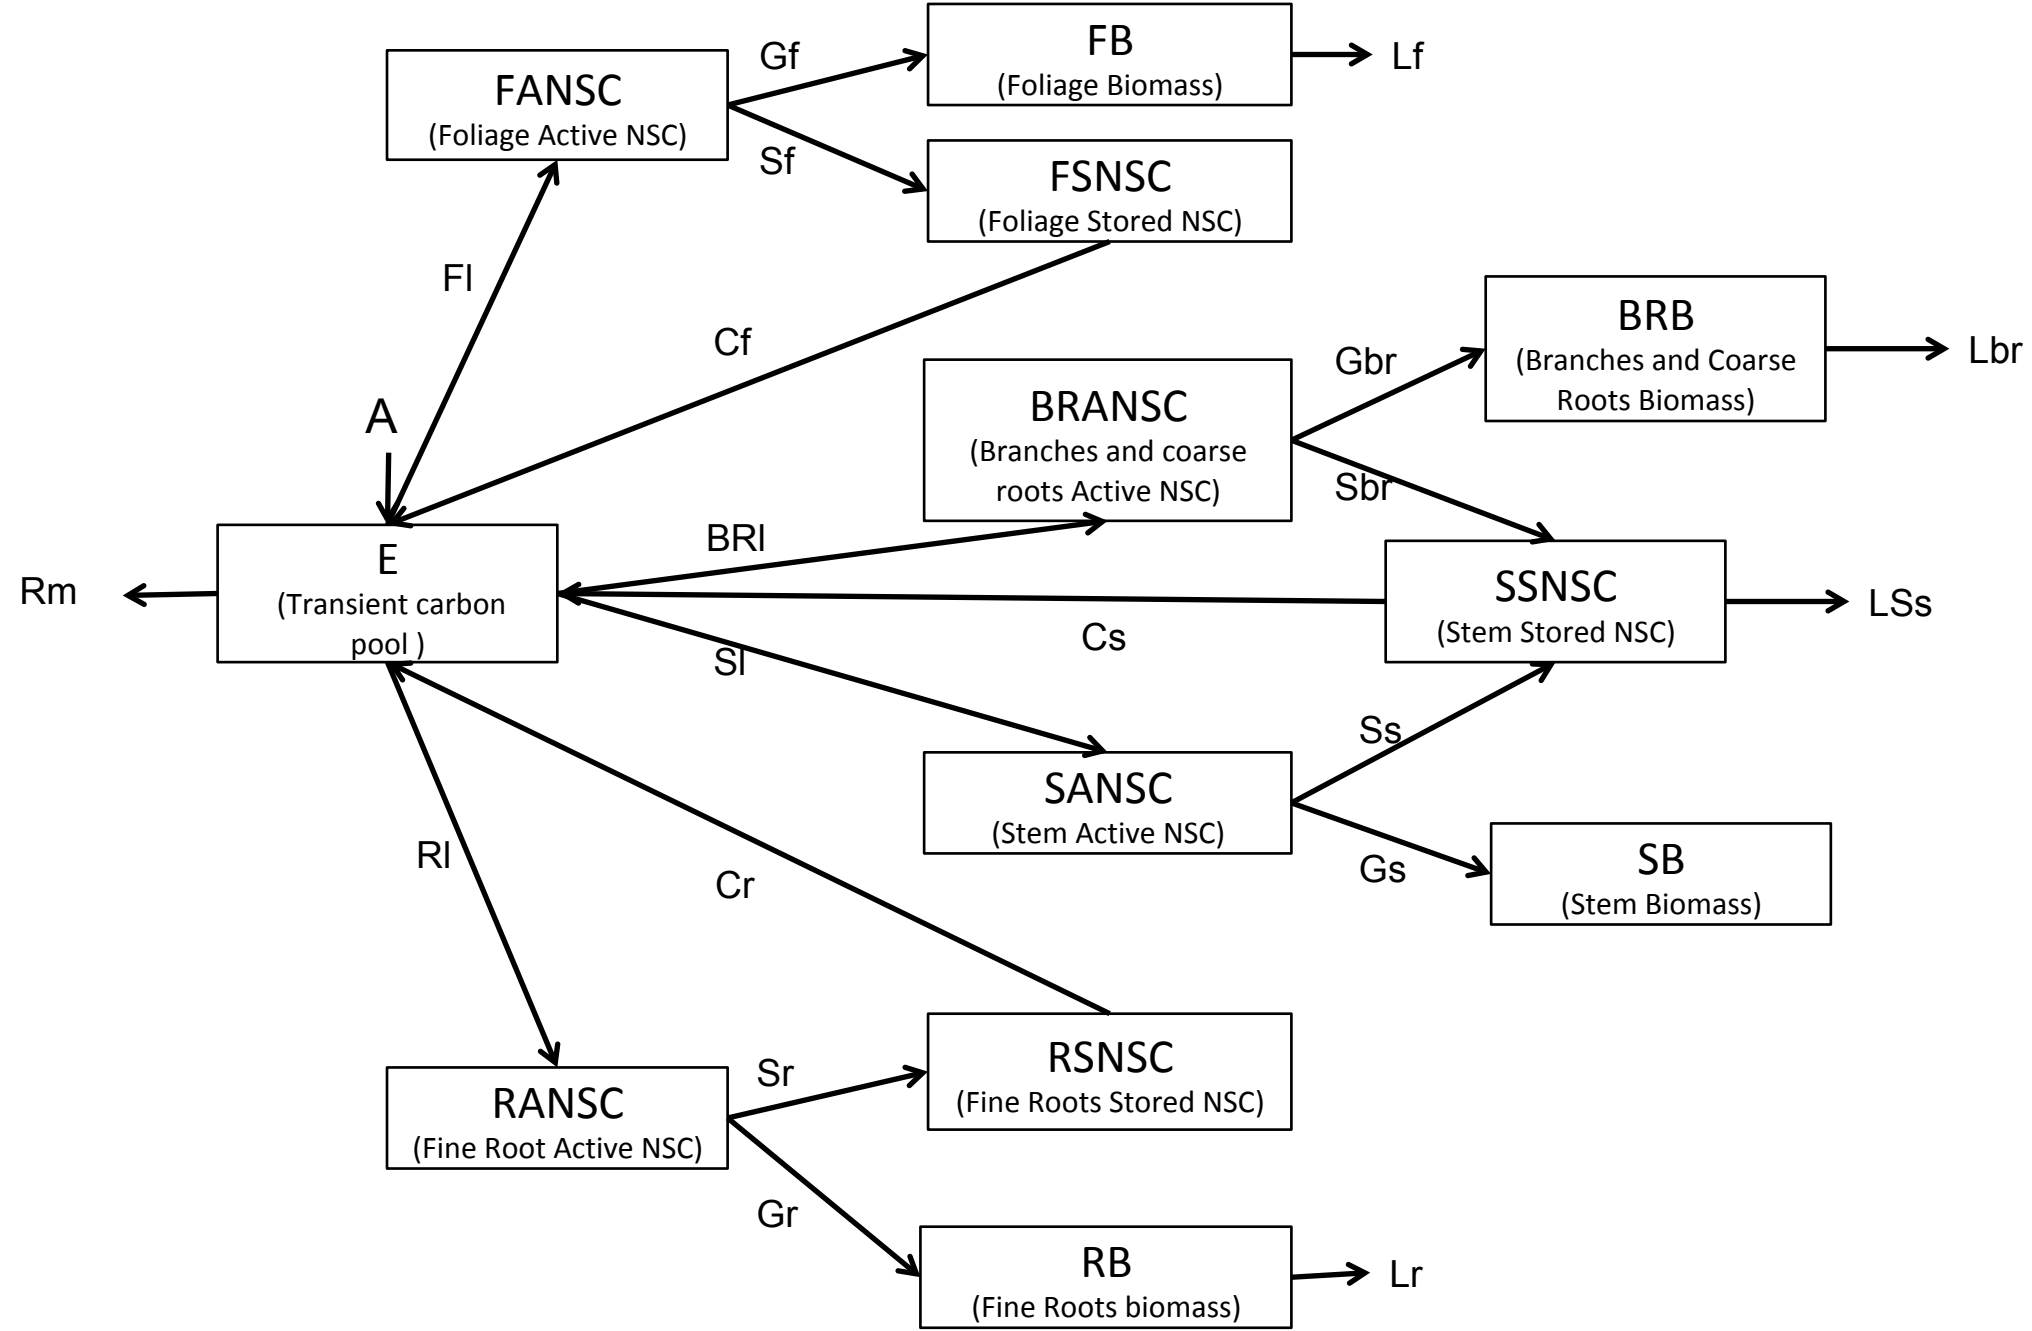 FB
Gf
Lf
(Foliage Biomass)
FANSC
(Foliage Active NSC)
Sf
FSNSC
(Foliage Stored NSC)
Fl
BRB
(Branches and Coarse
Roots Biomass)
Cf
Gbr
Lbr
BRANSC
(Branches and coarse
roots Active NSC)
A
Sbr
BRl
E
(Transient carbon
pool )
Rm
SSNSC
(Stem Stored NSC)
LSs
Cs
Sl
Ss
SANSC
(Stem Active NSC)
Gs
SB
(Stem Biomass)
Rl
Cr
RSNSC
(Fine Roots Stored NSC)
Sr
RANSC
(Fine Root Active NSC)
Gr
RB
(Fine Roots biomass)
Lr